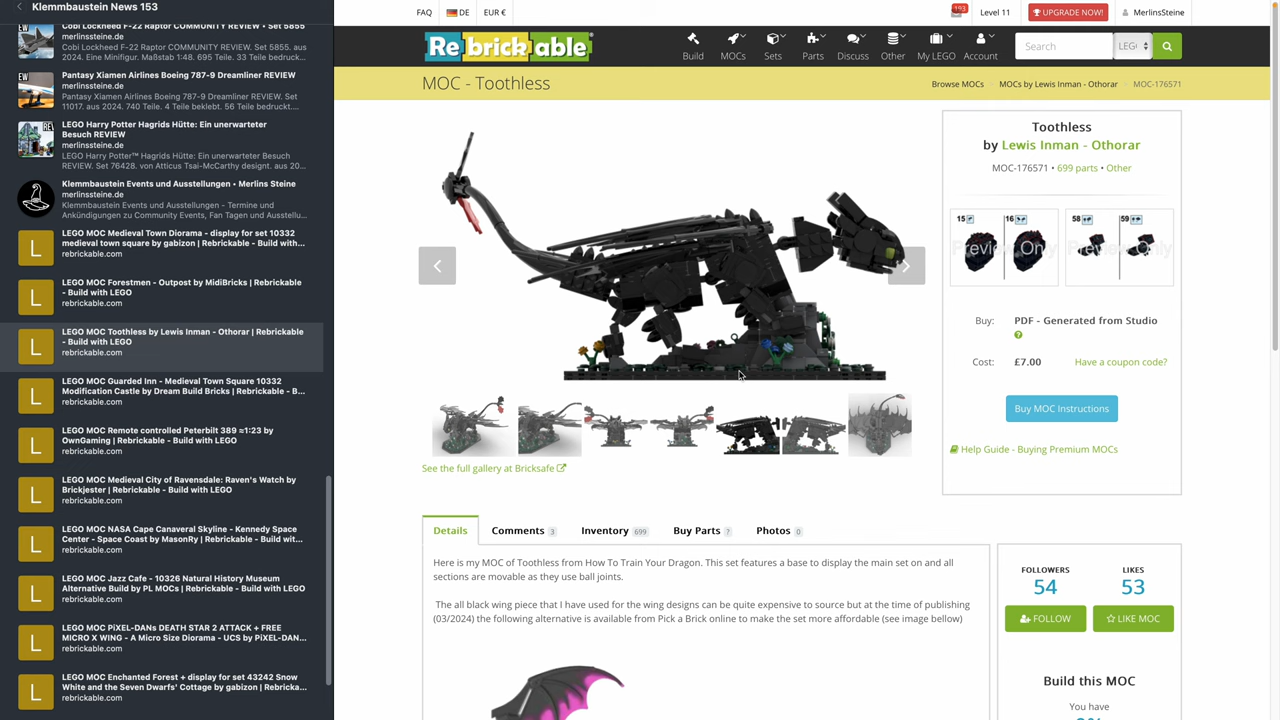 Klemmbaustein News 153
Cobi Lockheed F-22 Raptor COMMUNITY REVIEW • Set 5855
merlinssteine.de
Cobi Lockheed F-22 Raptor COMMUNITY REVIEW. Set 5855. aus
2024. Eine Minifigur. Maßstab 1:48. 695 Teile. 33 Teile bedruckt....
Pantasy Xiamen Airlines Boeing 787-9 Dreamliner REVIEW
merlinssteine.de
Pantasy Xiamen Airlines Boeing 787-9 Dreamliner REVIEW. Set
11017. aus 2024. 740 Teile. 4 Teile beklebt. 56 Teile bedruckt....
LEGO Harry Potter Hagrids Hütte: Ein unerwarteter
Besuch REVIEW
merlinssteine.de
LEGO Harry Potter™ Hagrids Hütte: Ein unerwarteter Besuch
REVIEW. Set 76428. von Atticus Tsai-McCarthy designt. aus 20...
Klemmbaustein Events und Ausstellungen • Merlins Steine
merlinssteine.de
Klemmbaustein Events und Ausstellungen - Termine und
Ankündigungen zu Community Events, Fan Tagen und Ausstellu...
L
LEGO MOC Medieval Town Diorama - display for set 10332
medieval town square by gabizon | Rebrickable - Build with...
rebrickable.com
L
LEGO MOC Forestmen - Outpost by MidiBricks | Rebrickable
- Build with LEGO
rebrickable.com
L
LEGO MOC Toothless by Lewis Inman - Othorar | Rebrickable
- Build with LEGO
rebrickable.com
L
LEGO MOC Guarded Inn - Medieval Town Square 10332
Modification Castle by Dream Build Bricks | Rebrickable - B...
rebrickable.com
L
LEGO MOC Remote controlled Peterbilt 389 ≈1:23 by
OwnGaming | Rebrickable - Build with LEGO
rebrickable.com
L
LEGO MOC Medieval City of Ravensdale: Raven's Watch by
Brickjester | Rebrickable - Build with LEGO
rebrickable.com
L
LEGO MOC NASA Cape Canaveral Skyline - Kennedy Space
Center - Space Coast by MasonRy | Rebrickable - Build wit...
rebrickable.com
L
LEGO MOC Jazz Cafe - 10326 Natural History Museum
Alternative Build by PL MOCs | Rebrickable - Build with LEGO
rebrickable.com
L
LEGO MOC PiXEL-DANs DEATH STAR 2 ATTACK + FREE
MICRO X WING - A Micro Size Diorama - UCS by PiXEL-DAN...
rebrickable.com
L
LEGO MOC Enchanted Forest + display for set 43242 Snow
White and the Seven Dwarfs' Cottage by gabizon | Rebricka...
rebrickable.com
FAQ DE EUR € 193 Level 11 UPGRADE NOW! MerlinsSteine
Rebrickable Build MOCs Sets Parts Discuss Other My LEGO Account Search LEG
MOC - Toothless
Browse MOCs MOCs by Lewis Inman - Othorar MOC-176571
Toothless
by Lewis Inman - Othorar
MOC-176571 • 699 parts • Other
15 16 58 59
Preview Only Preview Only
Buy: PDF - Generated from Studio
Cost: £7.00 Have a coupon code?
Buy MOC Instructions
Help Guide - Buying Premium MOCs
See the full gallery at Bricksafe
Details Comments 3 Inventory 699 Buy Parts ? Photos 0
Here is my MOC of Toothless from How To Train Your Dragon. This set features a base to display the main set on and all
sections are movable as they use ball joints.
The all black wing piece that I have used for the wing designs can be quite expensive to source but at the time of publishing
(03/2024) the following alternative is available from Pick a Brick online to make the set more affordable (see image bellow)
FOLLOWERS LIKES
54 53
FOLLOW LIKE MOC
Build this MOC
You have